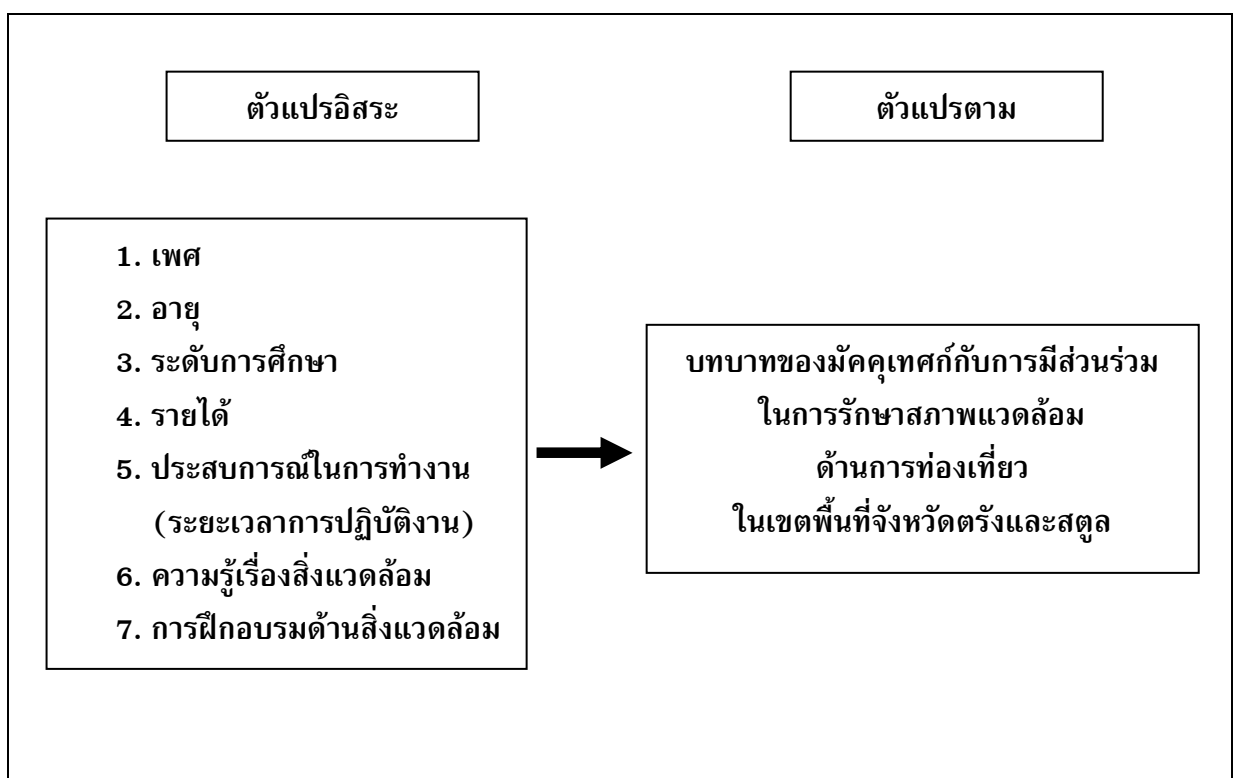 ตัวแปรอิสระ
ตัวแปรตาม
1. เพศ
2. อายุ
3. ระดับการศึกษา
4. รายได้
5. ประสบการณ์ในการทำงาน
(ระยะเวลาการปฏิบัติงาน)
6. ความรู้เรื่องสิ่งแวดล้อม
7. การฝึกอบรมด้านสิ่งแวดล้อม
บทบาทของมัคคุเทศก์กับการมีส่วนร่วม
ในการรักษาสภาพแวดล้อม
ด้านการท่องเที่ยว
ในเขตพื้นที่จังหวัดตรังและสตูล